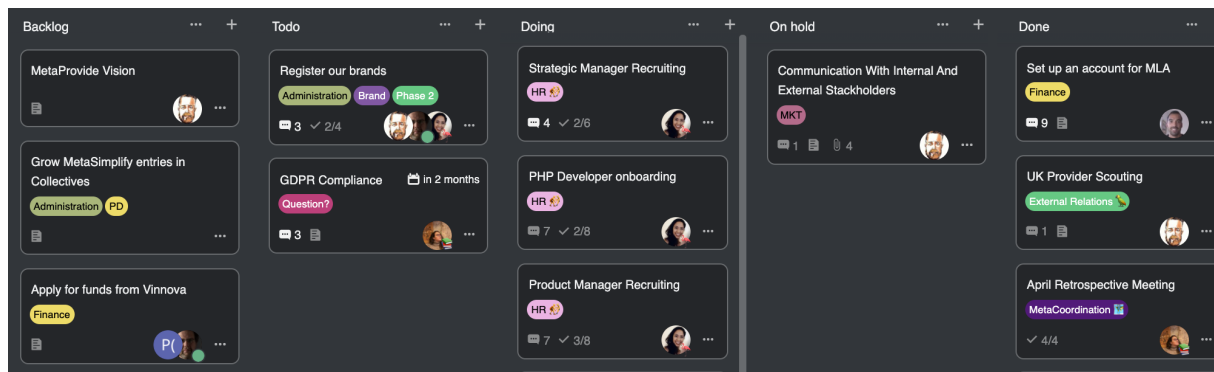 Backlog
MetaProvide Vision
Grow MetaSimplify entries in
Collectives
Administration PD
Apply for funds from Vinnova
Finance
P(
Todo
Register our brands
Administration Brand Phase 2
3 2/4
GDPR Compliance in 2 months
Question?
3
Doing
Strategic Manager Recruiting
HR
4 2/6
PHP Developer onboarding
HR
7 2/8
Product Manager Recruiting
HR
7 3/8
On hold
Communication With Internal And
External Stackholders
MKT
1 4
Done
Set up an account for MLA
Finance
9
UK Provider Scouting
External Relations
1
April Retrospective Meeting
MetaCoordination
4/4